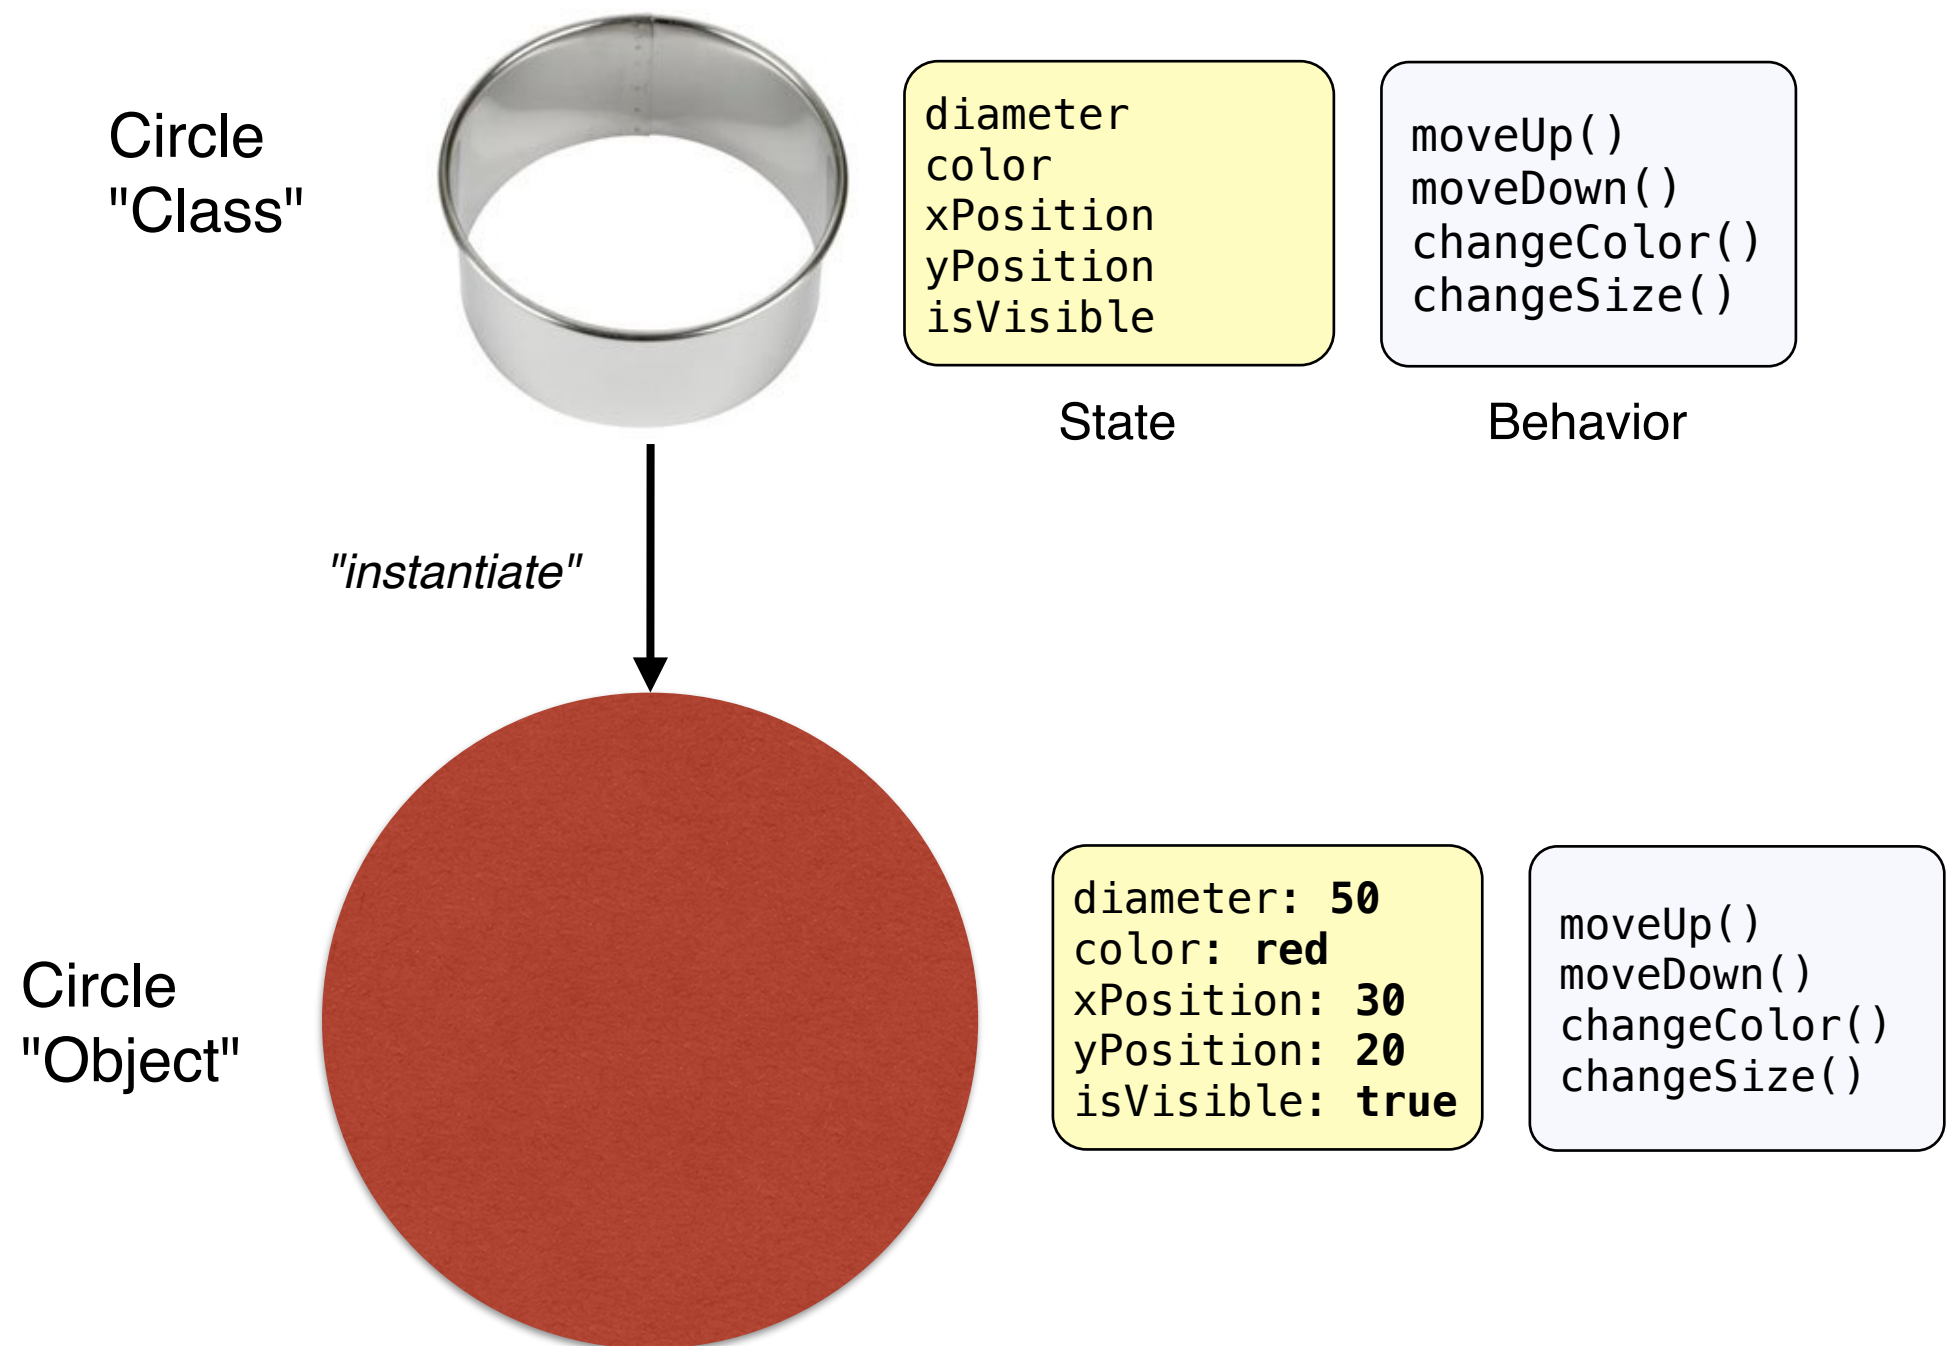 Circle
"Class"
diameter
color
xPosition
yPosition
isVisible
moveUp()
moveDown()
changeColor()
changeSize()
State
Behavior
"instantiate"
Circle
"Object"
diameter: 50
color: red
xPosition: 30
yPosition: 20
isVisible: true
moveUp()
moveDown()
changeColor()
changeSize()